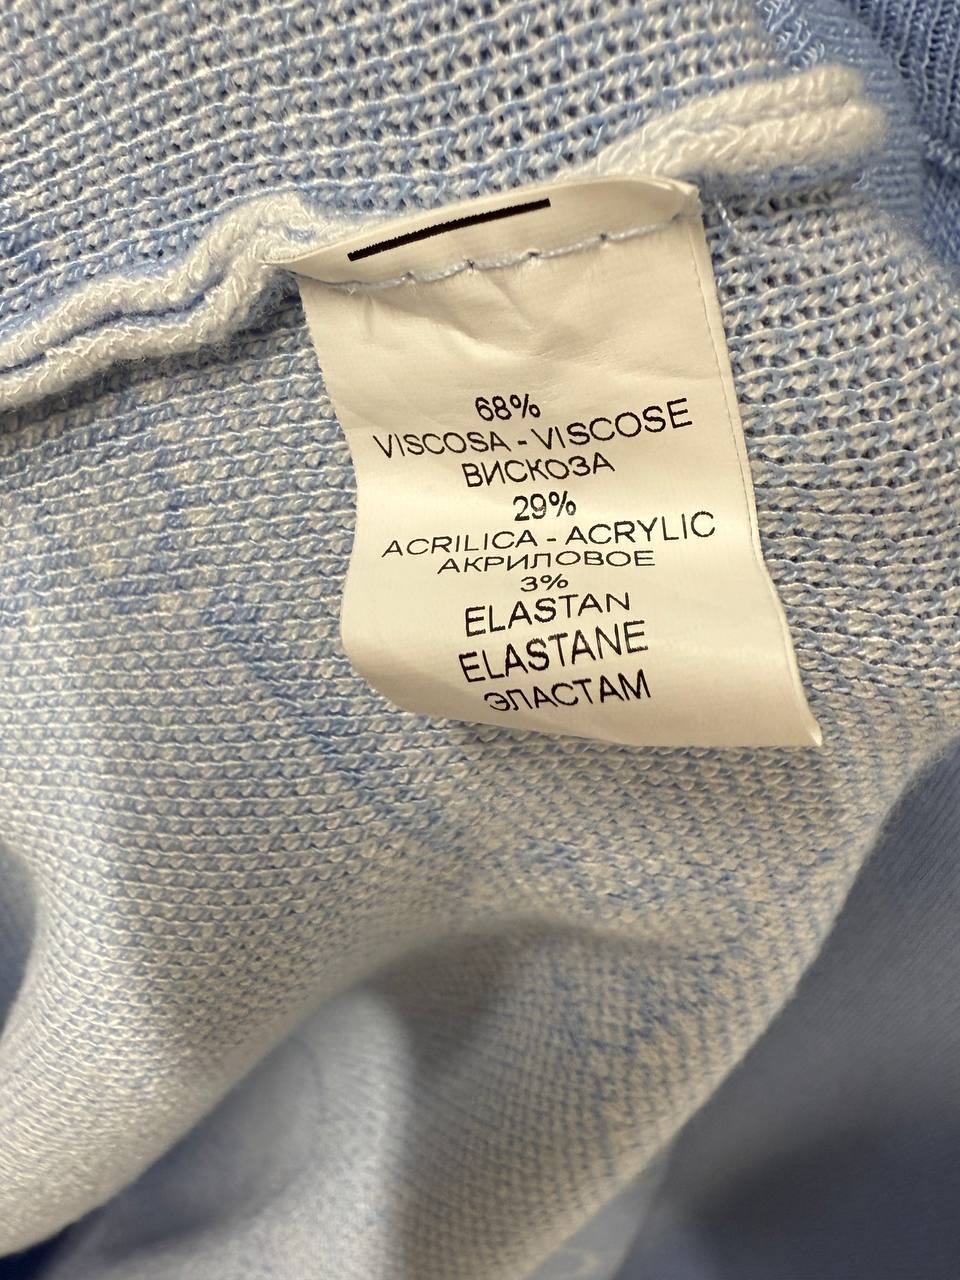 68%
VISCOSA - VISCOSE
ВИСКОЗА
29%
ACRILICA - ACRYLIC
АКРИЛОВОЕ
3%
ELASTAN
ELASTANE
ЭЛАСТАМ